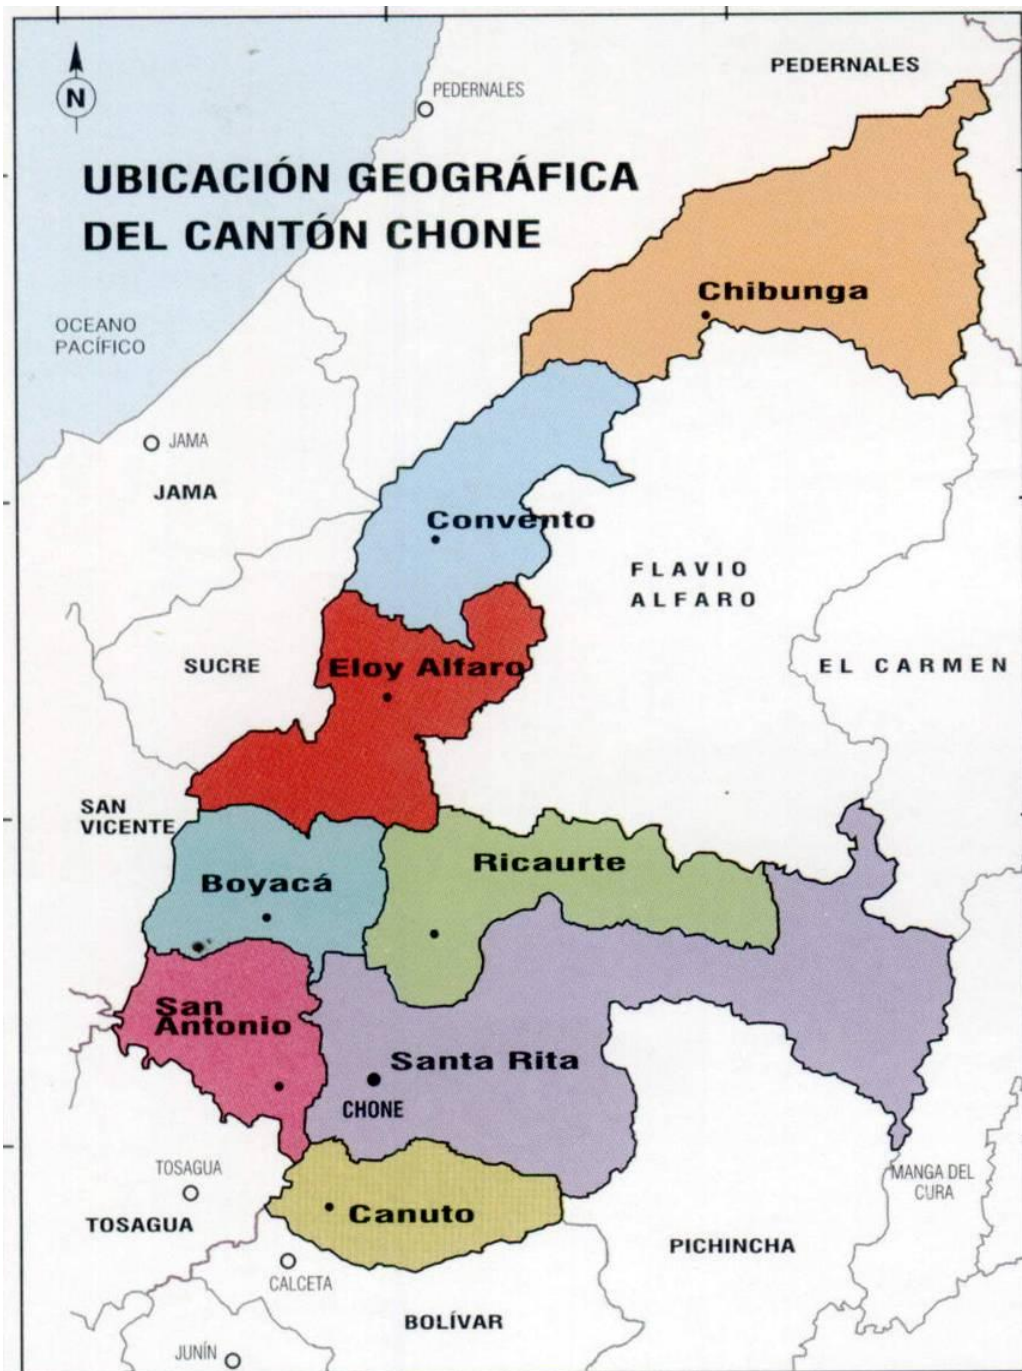 PEDERNALES
PEDERNALES
N
UBICACIÓN GEOGRÁFICA
DEL CANTÓN CHONE
Chibunga
OCEANO
PACÍFICO
JAMA
JAMA
Convento
FLAVIO
ALFARO
SUCRE
Eloy Alfaro
EL CARMEN
SAN
VICENTE
Ricaurte
Boyacá
San
Antonio
Santa Rita
CHONE
TOSAGUA
MANGA DEL
CURA
TOSAGUA
Canuto
PICHINCHA
CALCETA
BOLÍVAR
JUNÍN